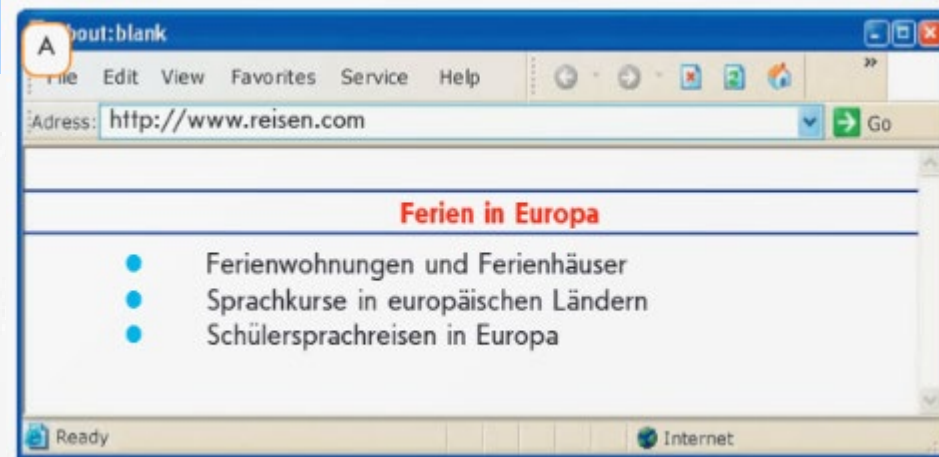 A
about:blank
File Edit View Favorites Service Help »
Adress: http://www.reisen.com Go
Ferien in Europa
Ferienwohnungen und Ferienhäuser
Sprachkurse in europäischen Ländern
Schülersprachreisen in Europa
Ready Internet